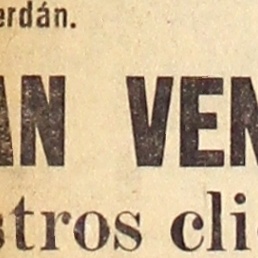 erdán.
AN VEN
stros cli